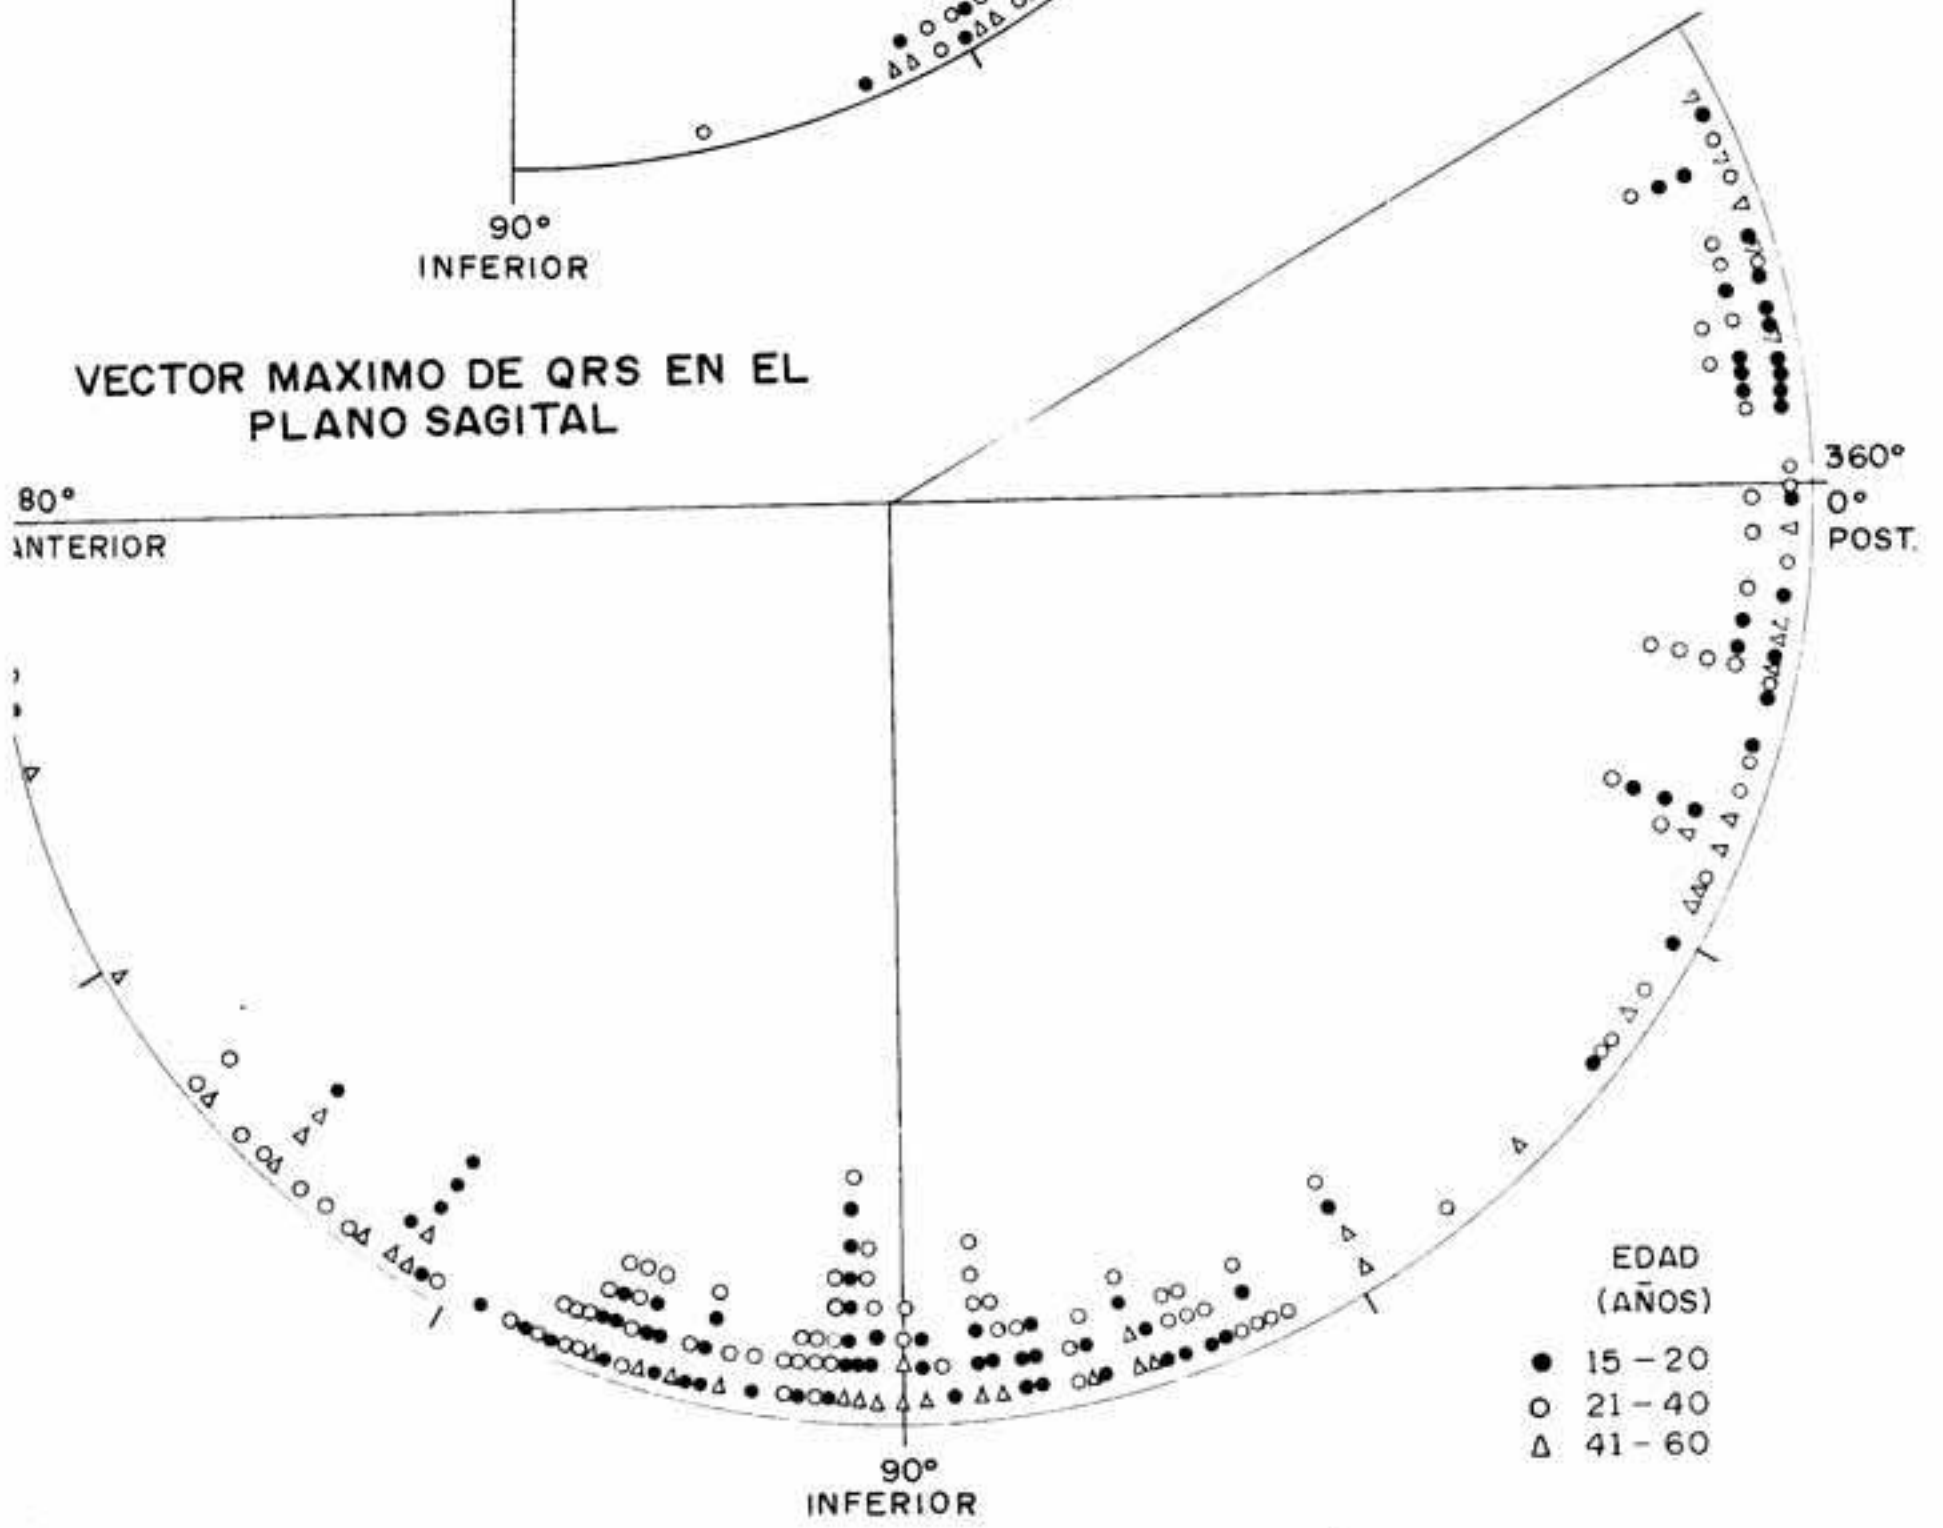 90°
INFERIOR
VECTOR MAXIMO DE QRS EN EL
PLANO SAGITAL
360°
80°
0°
ANTERIOR
POST.
EDAD
(AÑOS)
● 15-20
○ 21-40
△ 41-60
90°
INFERIOR